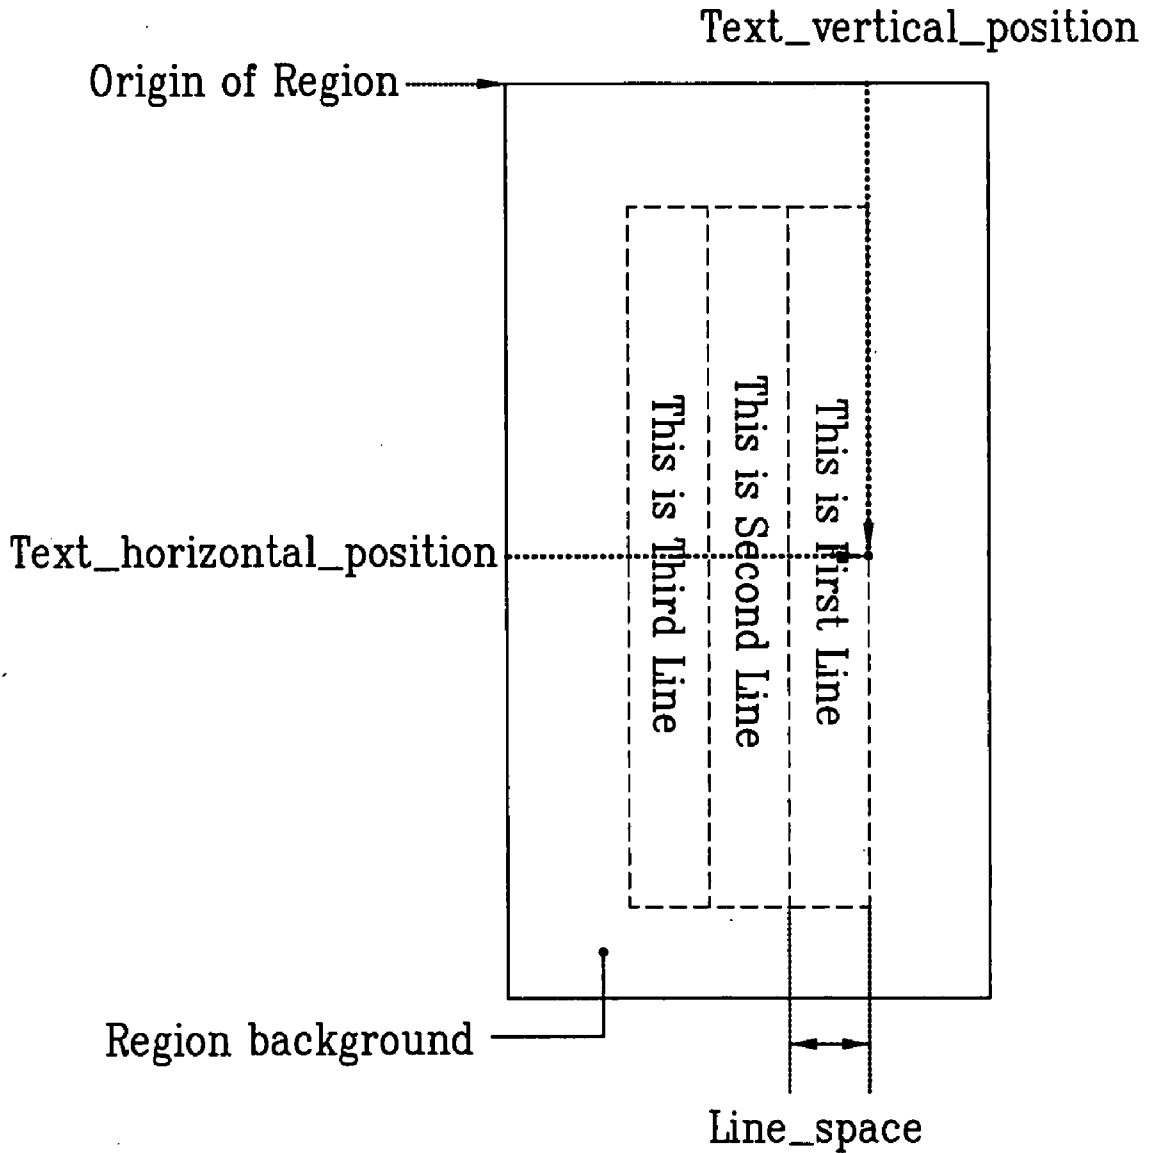 Text_vertical_position
Origin of Region
This is First Line
This is Second Line
This is Third Line
Text_horizontal_position
Region background
Line_space